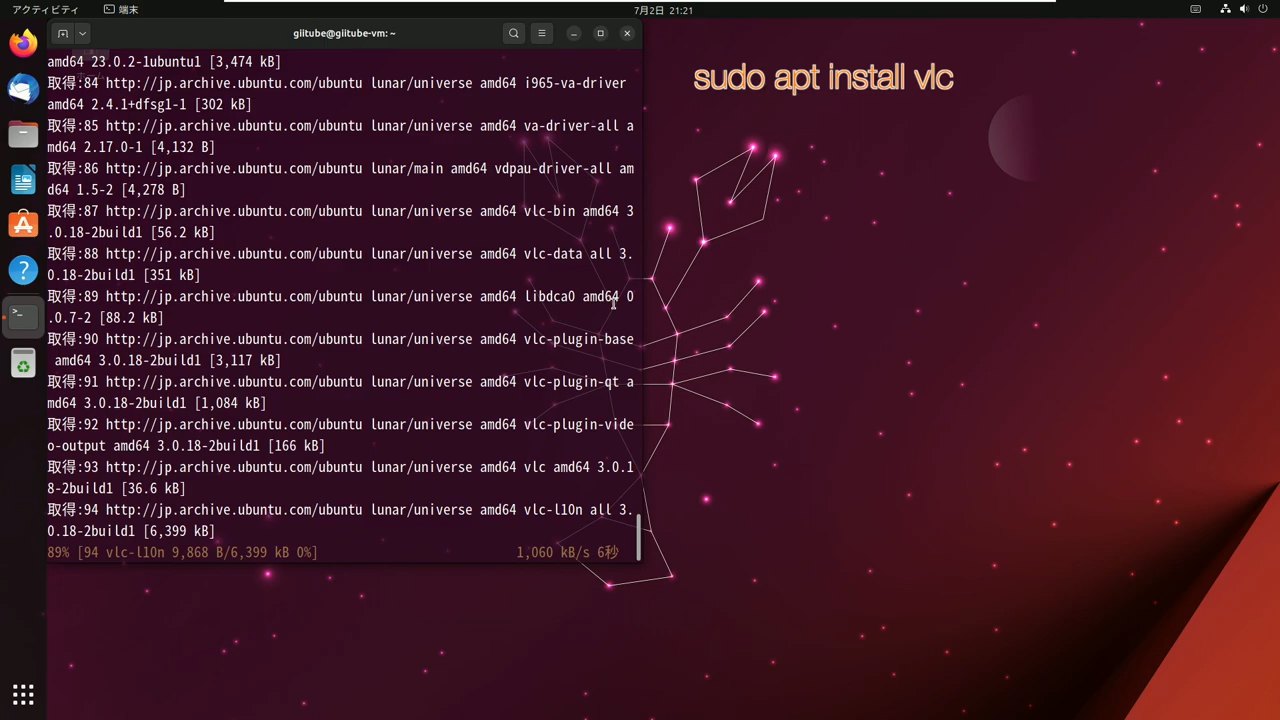 アクティビティ
端末
7月2日 21:21
giitube@giitube-vm: ~
sudo apt install vlc
amd64 23.0.2-1ubuntu1 [3,474 kB]
取得:84 http://jp.archive.ubuntu.com/ubuntu lunar/universe amd64 i965-va-driver
amd64 2.4.1+dfsg1-1 [302 kB]
取得:85 http://jp.archive.ubuntu.com/ubuntu lunar/universe amd64 va-driver-all a
md64 2.17.0-1 [4,132 B]
取得:86 http://jp.archive.ubuntu.com/ubuntu lunar/main amd64 vdpau-driver-all am
d64 1.5-2 [4,278 B]
取得:87 http://jp.archive.ubuntu.com/ubuntu lunar/universe amd64 vlc-bin amd64 3
.0.18-2build1 [56.2 kB]
取得:88 http://jp.archive.ubuntu.com/ubuntu lunar/universe amd64 vlc-data all 3.
0.18-2build1 [351 kB]
取得:89 http://jp.archive.ubuntu.com/ubuntu lunar/universe amd64 libdca0 amd64 0
.0.7-2 [88.2 kB]
取得:90 http://jp.archive.ubuntu.com/ubuntu lunar/universe amd64 vlc-plugin-base
 amd64 3.0.18-2build1 [3,117 kB]
取得:91 http://jp.archive.ubuntu.com/ubuntu lunar/universe amd64 vlc-plugin-qt a
md64 3.0.18-2build1 [1,084 kB]
取得:92 http://jp.archive.ubuntu.com/ubuntu lunar/universe amd64 vlc-plugin-vide
o-output amd64 3.0.18-2build1 [166 kB]
取得:93 http://jp.archive.ubuntu.com/ubuntu lunar/universe amd64 vlc amd64 3.0.1
8-2build1 [36.6 kB]
取得:94 http://jp.archive.ubuntu.com/ubuntu lunar/universe amd64 vlc-l10n all 3.
0.18-2build1 [6,399 kB]
89% [94 vlc-l10n 9,868 B/6,399 kB 0%] 1,060 kB/s 6秒